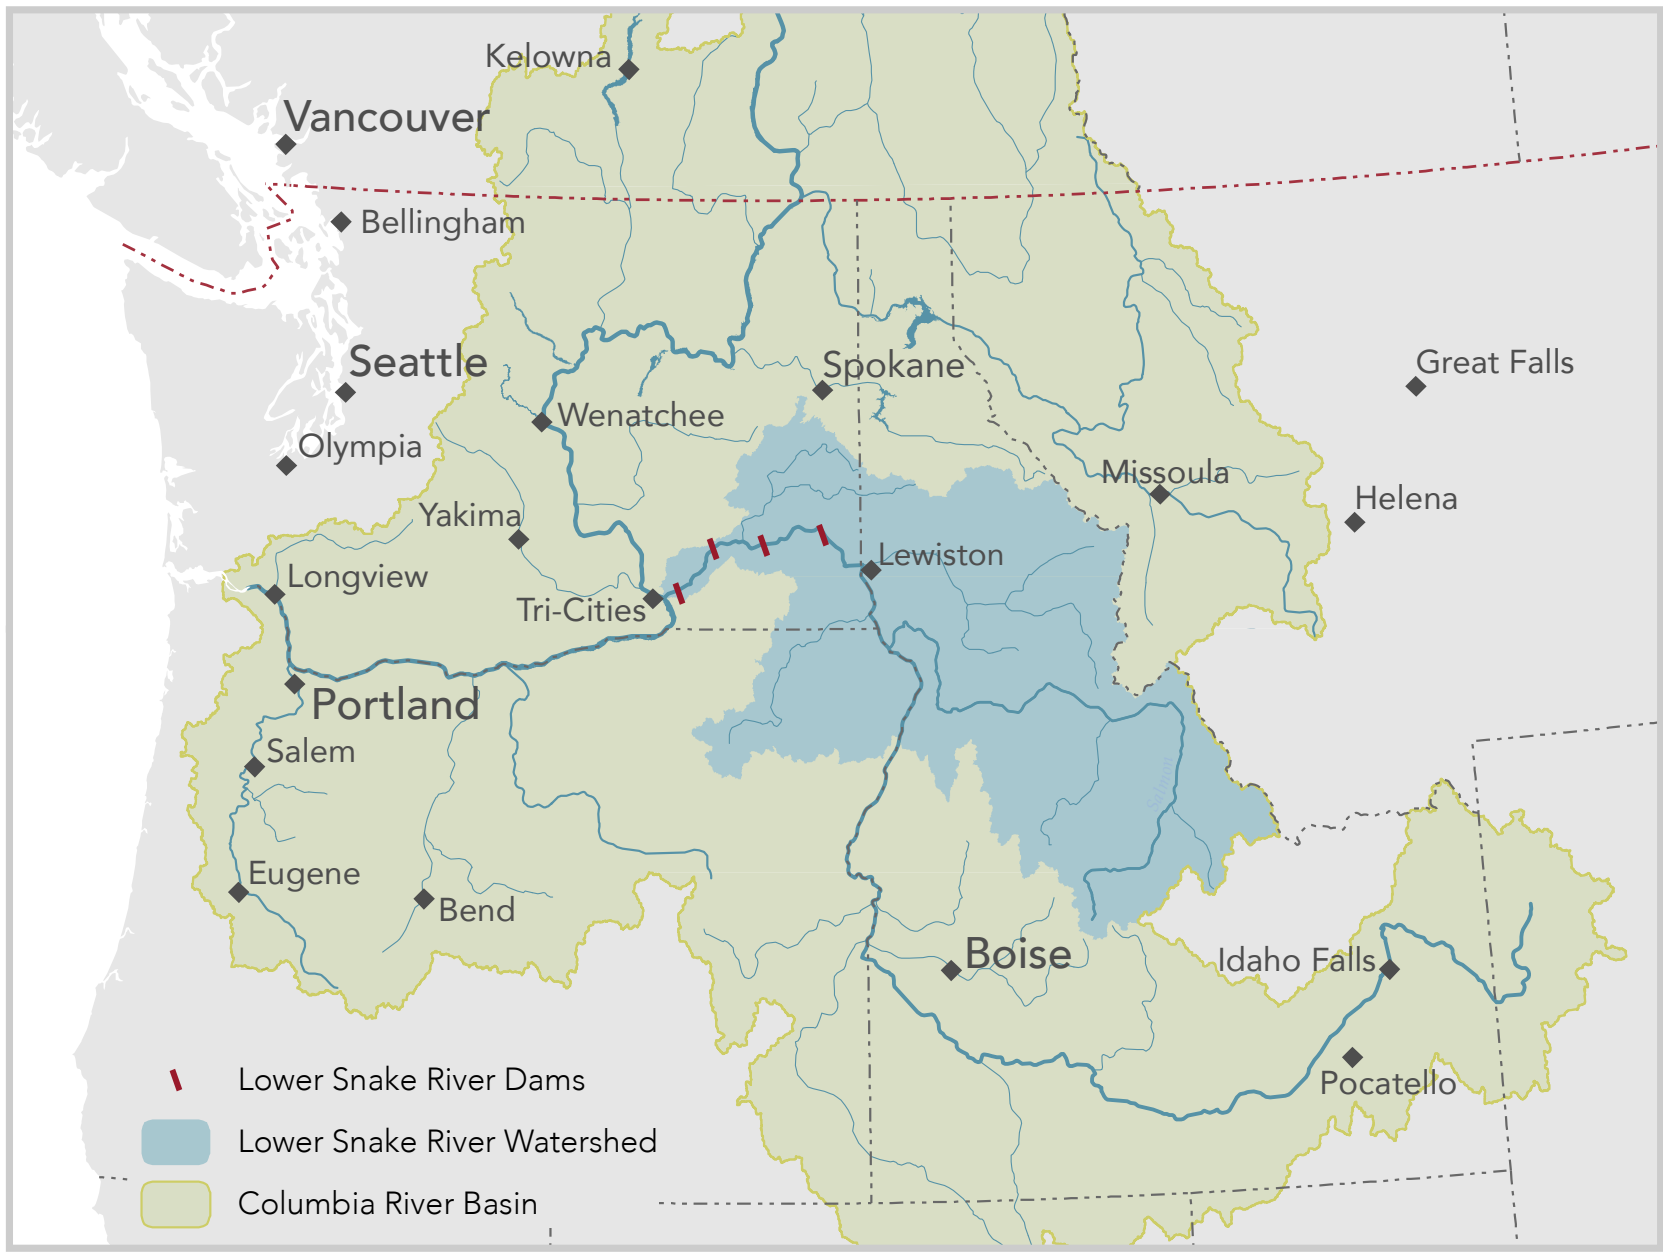 Kelowna
Vancouver
Bellingham
Seattle
Spokane
Great Falls
Wenatchee
Olympia
Missoula
Helena
Yakima
Lewiston
Longview
Tri-Cities
Portland
Salem
Salmon
Eugene
Bend
Boise
Idaho Falls
Pocatello
Lower Snake River Dams
Lower Snake River Watershed
Columbia River Basin